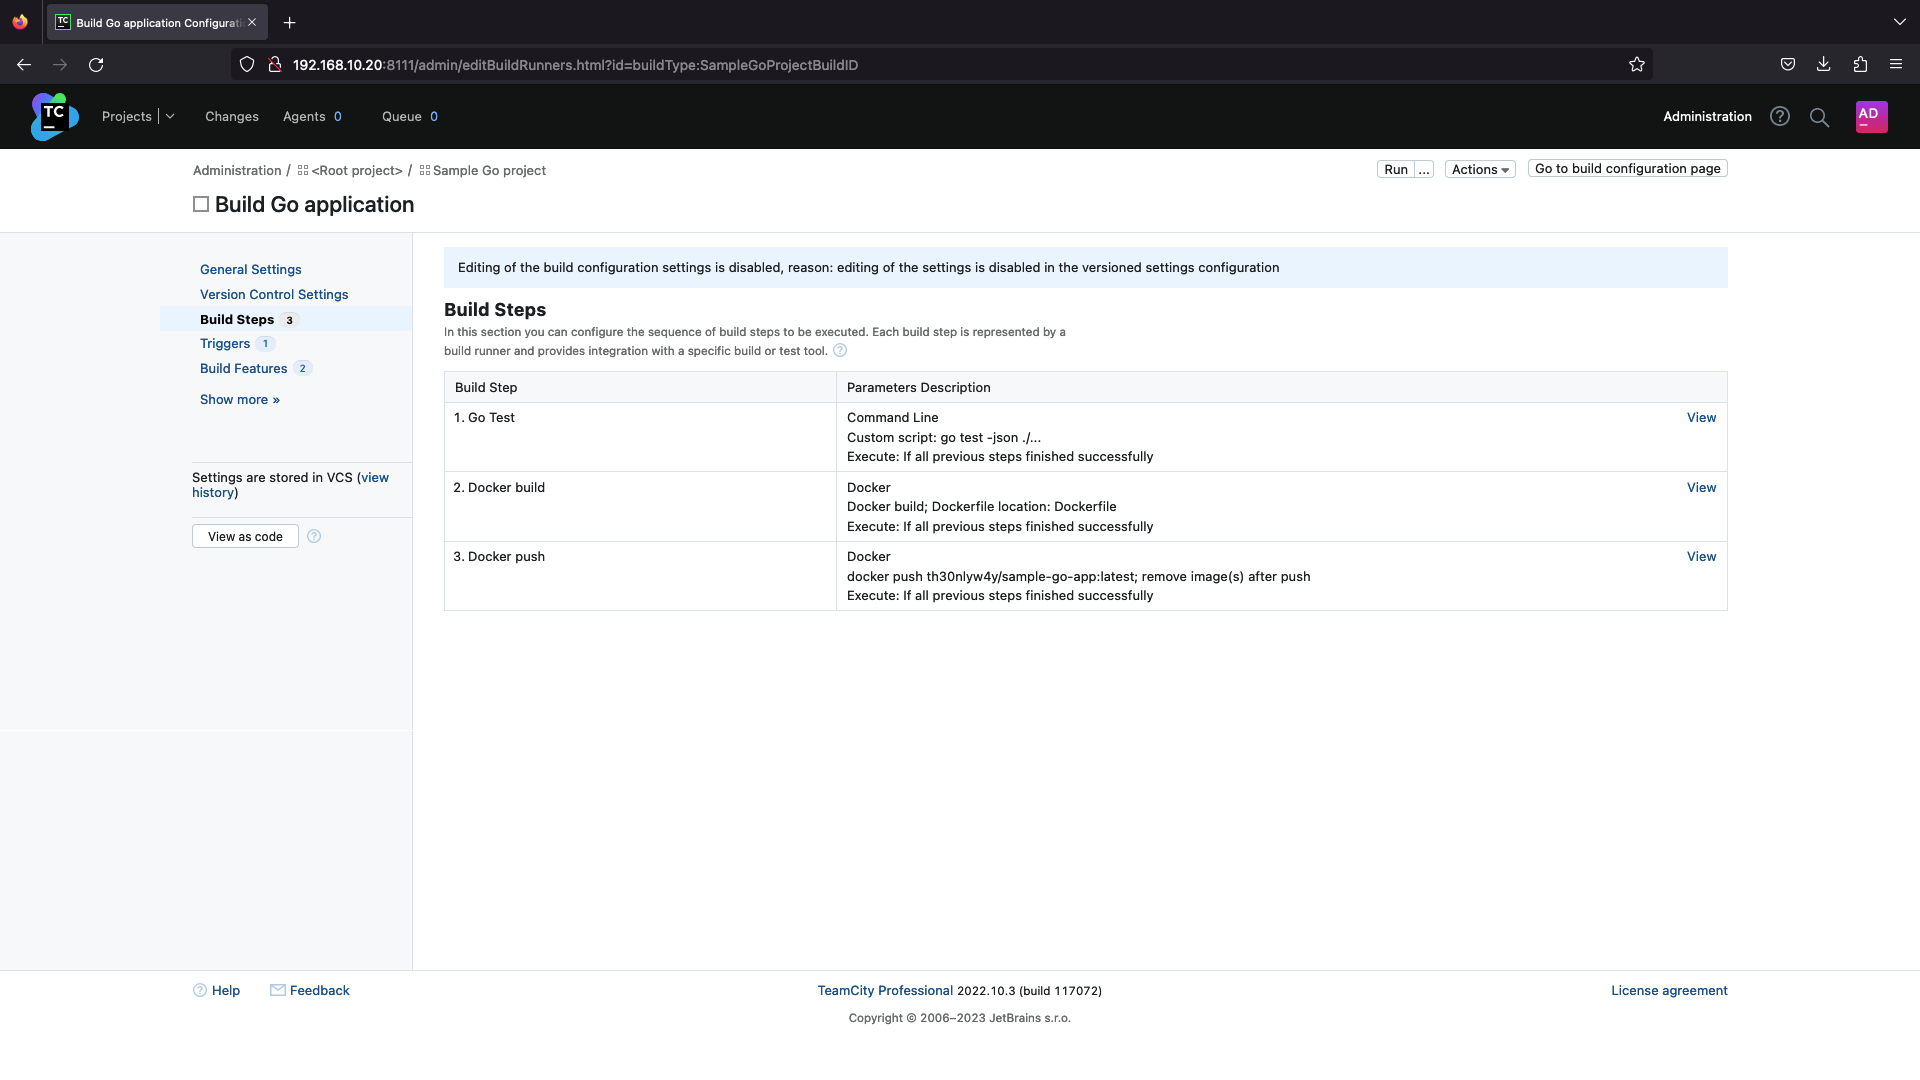 TC
Build Go application Configurati
192.168.10.20:8111/admin/editBuildRunners.html?id=buildType:SampleGoProjectBuildID
TC
Projects
Changes
Agents 0
Queue 0
Administration
AD
Administration / <Root project> / Sample Go project
Run ...
Actions
Go to build configuration page
Build Go application
General Settings
Version Control Settings
Build Steps 3
Triggers 1
Build Features 2
Show more »
Settings are stored in VCS (view
history)
View as code ?
Editing of the build configuration settings is disabled, reason: editing of the settings is disabled in the versioned settings configuration
Build Steps
In this section you can configure the sequence of build steps to be executed. Each build step is represented by a
build runner and provides integration with a specific build or test tool. ?
Build Step
Parameters Description
1. Go Test
Command Line
View
Custom script: go test -json ./...
Execute: If all previous steps finished successfully
2. Docker build
Docker
View
Docker build; Dockerfile location: Dockerfile
Execute: If all previous steps finished successfully
3. Docker push
Docker
View
docker push th30nlyw4y/sample-go-app:latest; remove image(s) after push
Execute: If all previous steps finished successfully
? Help
Feedback
TeamCity Professional 2022.10.3 (build 117072)
License agreement
Copyright © 2006–2023 JetBrains s.r.o.